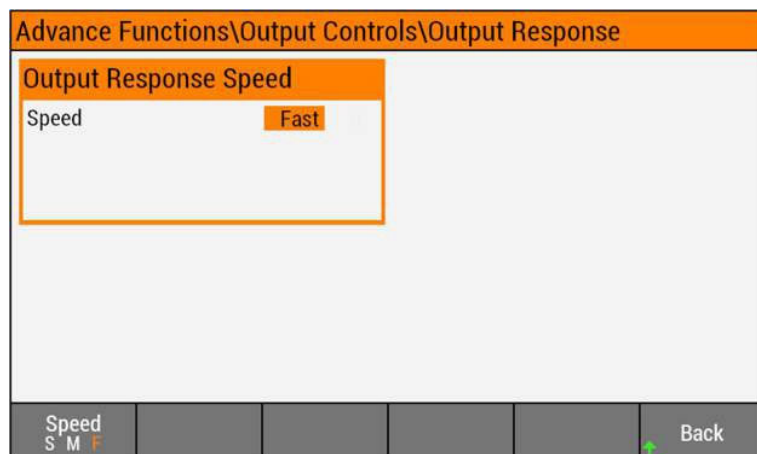 Advance Functions\Output Controls\Output Response
Output Response Speed
Speed Fast
Speed
S M F
Back